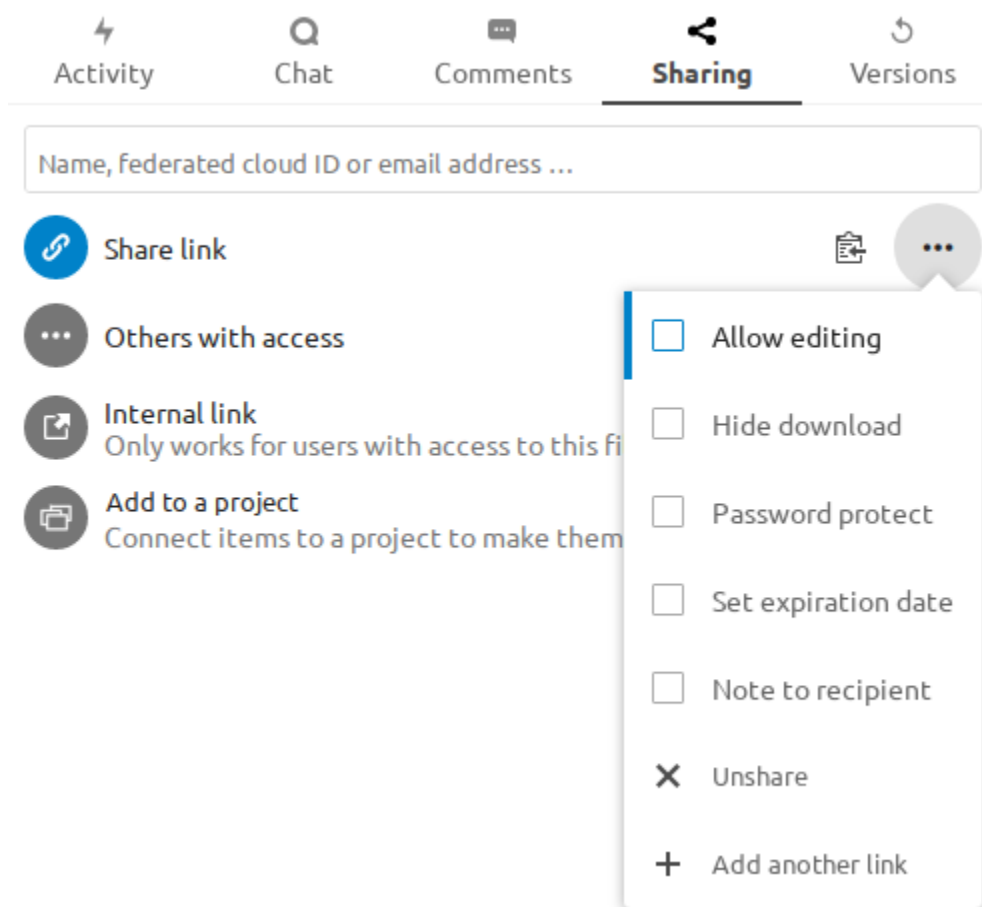 Activity
Chat
Comments
Sharing
Versions
Name, federated cloud ID or email address ...
Share link
Others with access
Internal link
Only works for users with access to this fi
Add to a project
Connect items to a project to make them
Allow editing
Hide download
Password protect
Set expiration date
Note to recipient
Unshare
Add another link